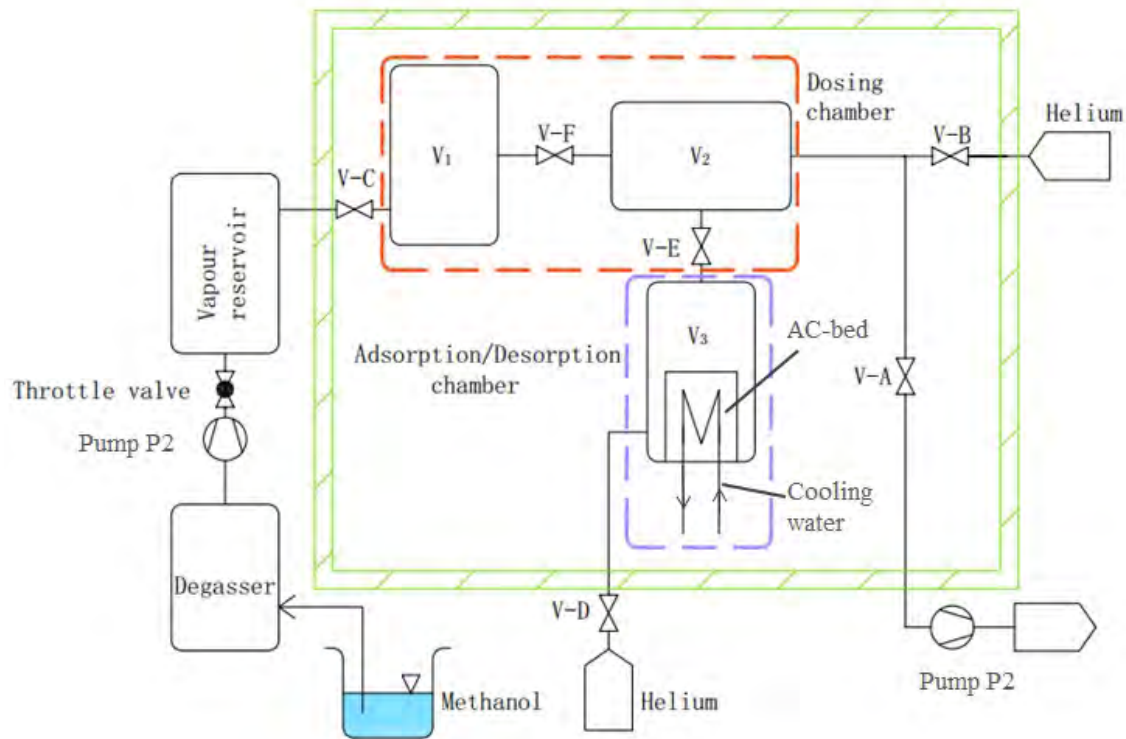 Dosing
chamber
Helium
V-B
V-F
V₁
V₂
V-C
Vapour
reservoir
V-E
V₃
AC-bed
Adsorption/Desorption
chamber
V-A
Throttle valve
Pump P2
Cooling
water
Degasser
V-D
Methanol
Helium
Pump P2